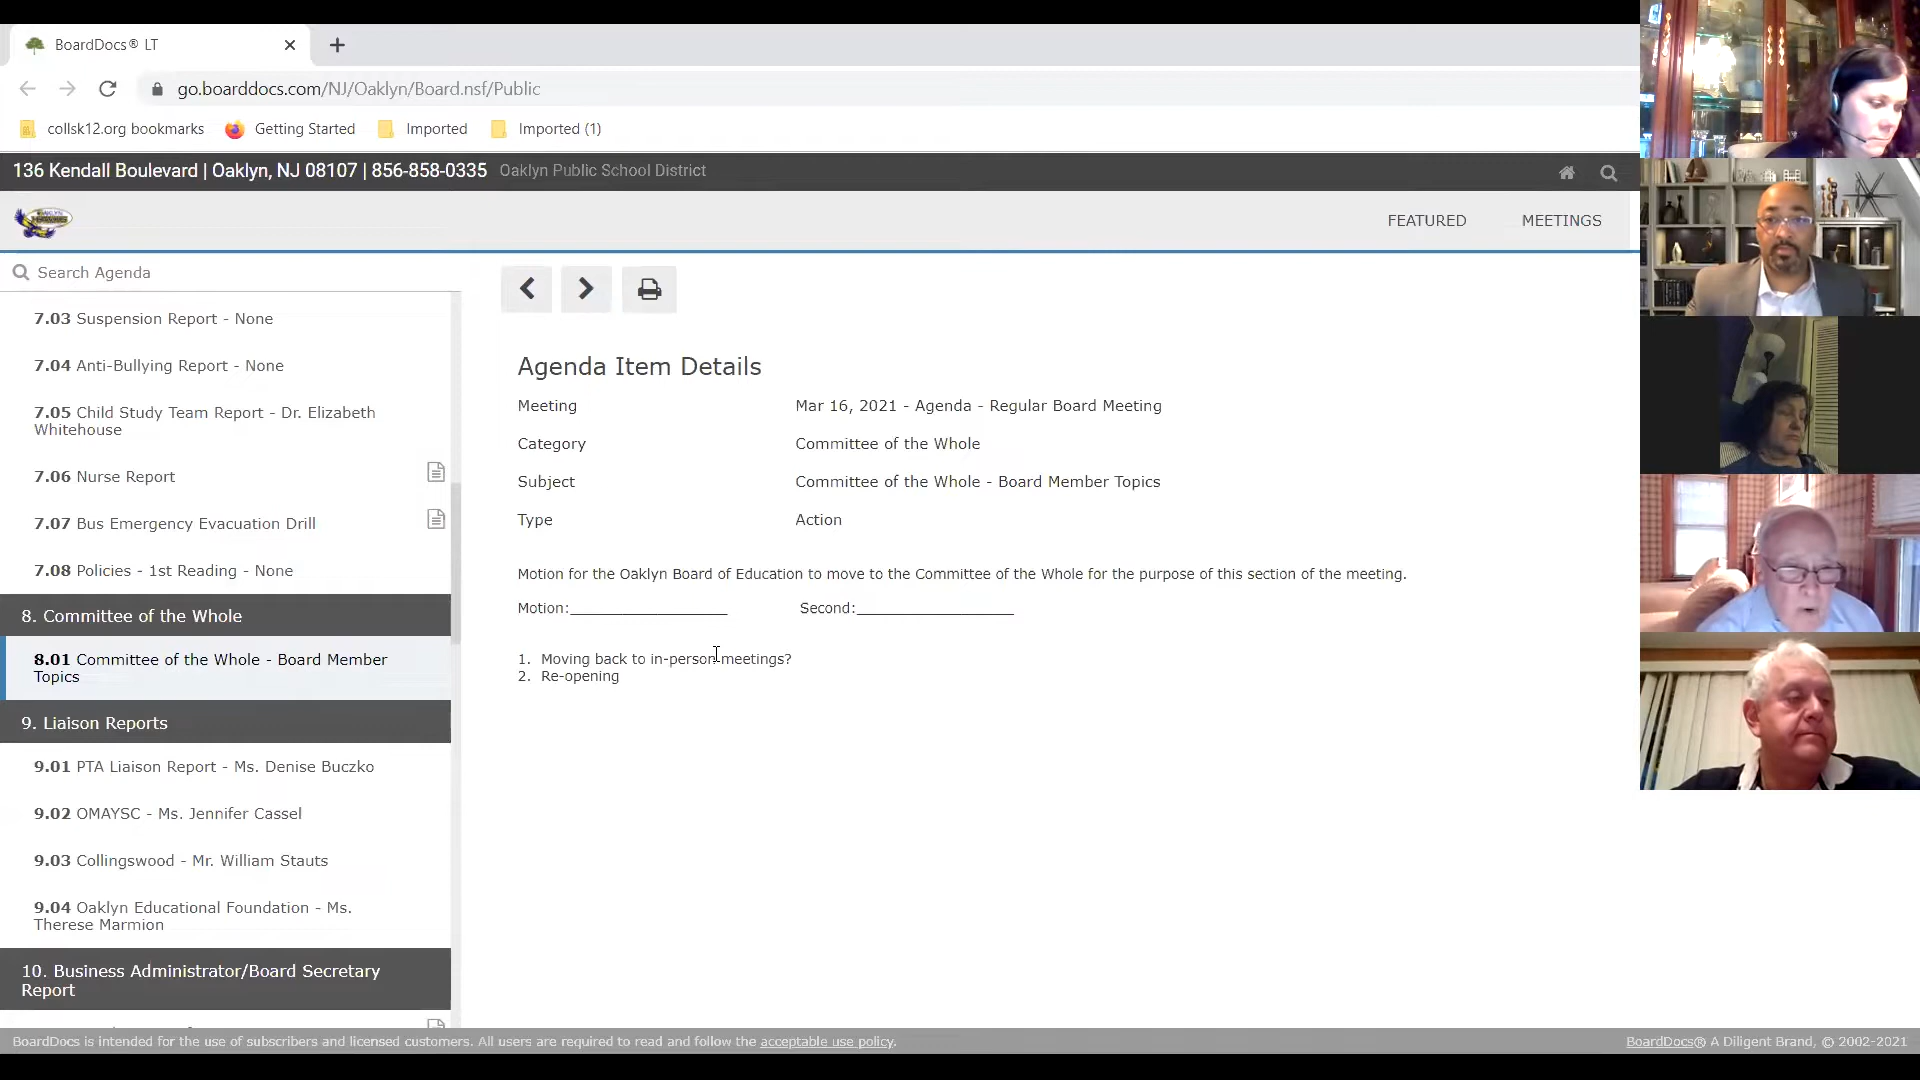 BoardDocs® LT
go.boarddocs.com/NJ/Oaklyn/Board.nsf/Public
collsk12.org bookmarks Getting Started Imported Imported (1)
136 Kendall Boulevard | Oaklyn, NJ 08107 | 856-858-0335 Oaklyn Public School District
FEATURED MEETINGS
Search Agenda
7.03 Suspension Report - None
7.04 Anti-Bullying Report - None
7.05 Child Study Team Report - Dr. Elizabeth
Whitehouse
7.06 Nurse Report
7.07 Bus Emergency Evacuation Drill
7.08 Policies - 1st Reading - None
8. Committee of the Whole
8.01 Committee of the Whole - Board Member
Topics
9. Liaison Reports
9.01 PTA Liaison Report - Ms. Denise Buczko
9.02 OMAYSC - Ms. Jennifer Cassel
9.03 Collingswood - Mr. William Stauts
9.04 Oaklyn Educational Foundation - Ms.
Therese Marmion
10. Business Administrator/Board Secretary
Report
Agenda Item Details
Meeting Mar 16, 2021 - Agenda - Regular Board Meeting
Category Committee of the Whole
Subject Committee of the Whole - Board Member Topics
Type Action
Motion for the Oaklyn Board of Education to move to the Committee of the Whole for the purpose of this section of the meeting.
Motion:___________________ Second:___________________
1. Moving back to in-person meetings?
2. Re-opening
BoardDocs is intended for the use of subscribers and licensed customers. All users are required to read and follow the acceptable use policy.
BoardDocs® A Diligent Brand, © 2002-2021